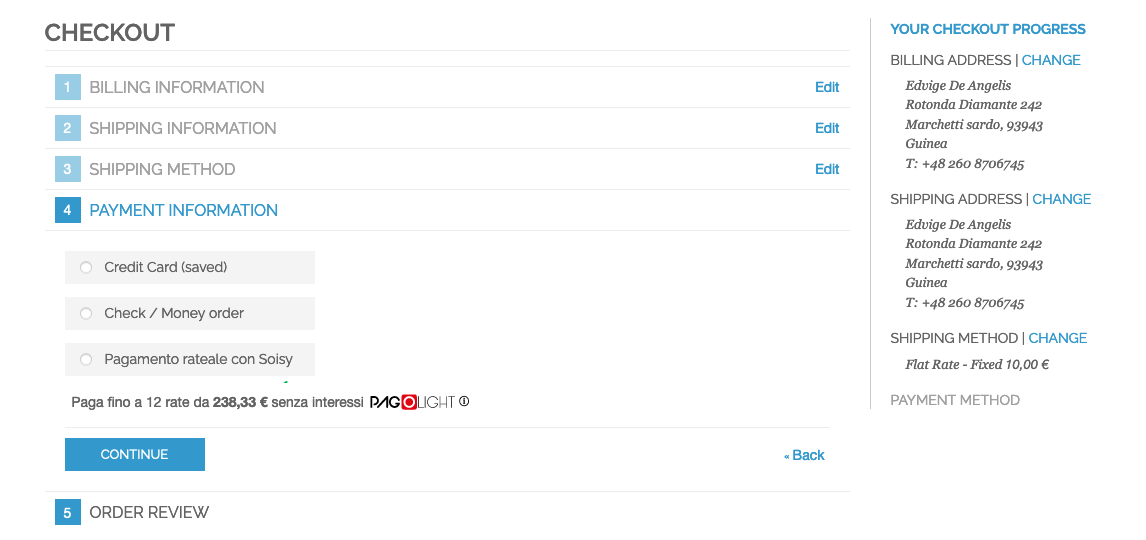 CHECKOUT
1 BILLING INFORMATION Edit
2 SHIPPING INFORMATION Edit
3 SHIPPING METHOD Edit
4 PAYMENT INFORMATION
Credit Card (saved)
Check / Money order
Pagamento rateale con Soisy
Paga fino a 12 rate da 238,33 € senza interessi PAGOLIGHT
CONTINUE
« Back
5 ORDER REVIEW
YOUR CHECKOUT PROGRESS
BILLING ADDRESS | CHANGE
Edvige De Angelis
Rotonda Diamante 242
Marchetti sardo, 93943
Guinea
T: +48 260 8706745
SHIPPING ADDRESS | CHANGE
Edvige De Angelis
Rotonda Diamante 242
Marchetti sardo, 93943
Guinea
T: +48 260 8706745
SHIPPING METHOD | CHANGE
Flat Rate - Fixed 10,00 €
PAYMENT METHOD